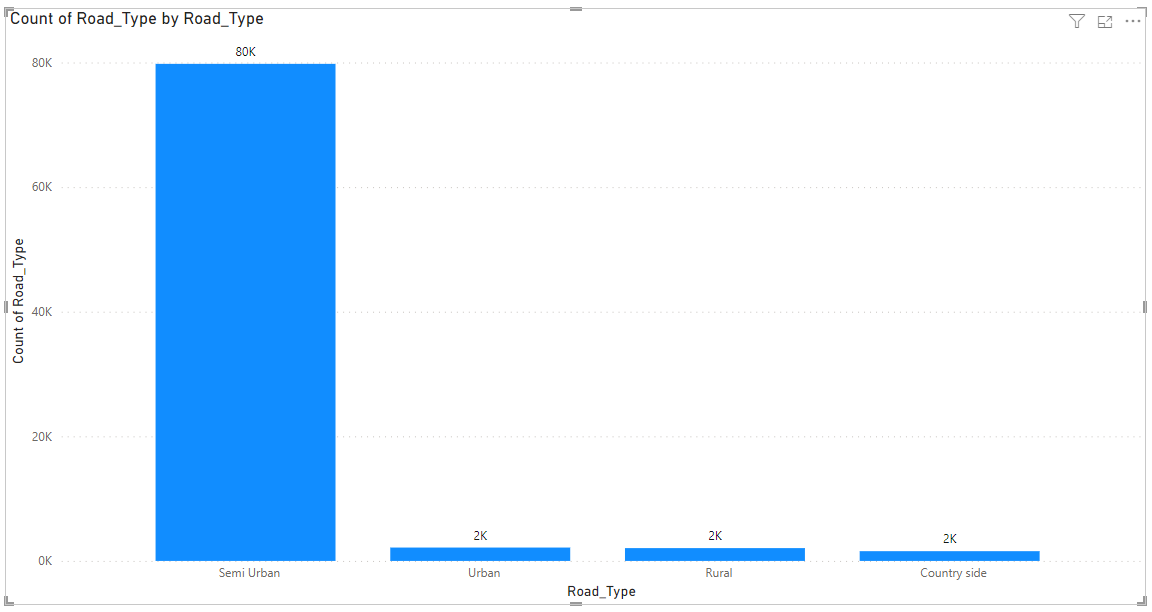 Count of Road_Type by Road_Type
80K
80K
60K
40K
20K
0K
Count of Road_Type
2K
2K
2K
Semi Urban
Urban
Rural
Country side
Road_Type